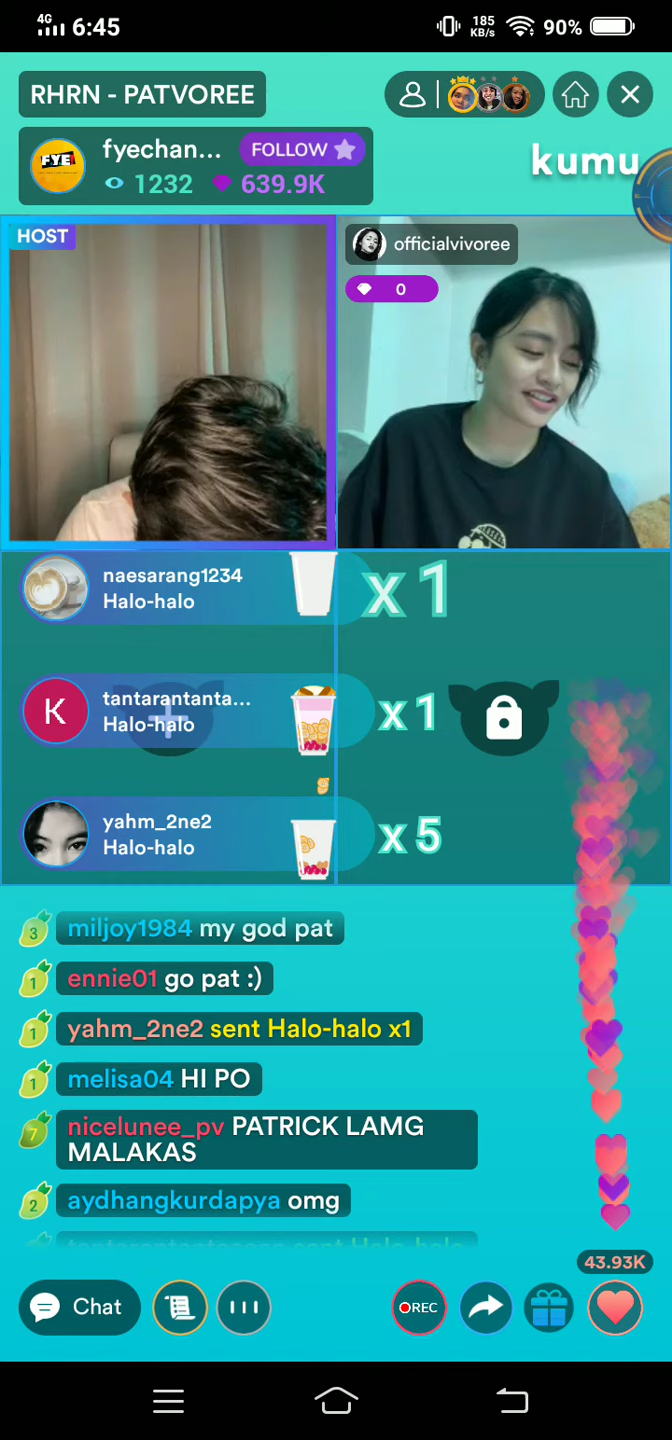 4G 6:45 185 KB/s 90%
RHRN - PATVOREE
fyechan... FOLLOW
FYE
1232 639.9K
kumu
HOST
officialvivoree
0
naesarang1234
Halo-halo
x 1
tantarantanta...
Halo-halo
K
x 1
yahm_2ne2
Halo-halo
x 5
3 miljoy1984 my god pat
1 ennie01 go pat :)
1 yahm_2ne2 sent Halo-halo x1
1 melisa04 HI PO
7 nicelunee_pv PATRICK LAMG
MALAKAS
2 aydhangkurdapya omg
43.93K
Chat
REC